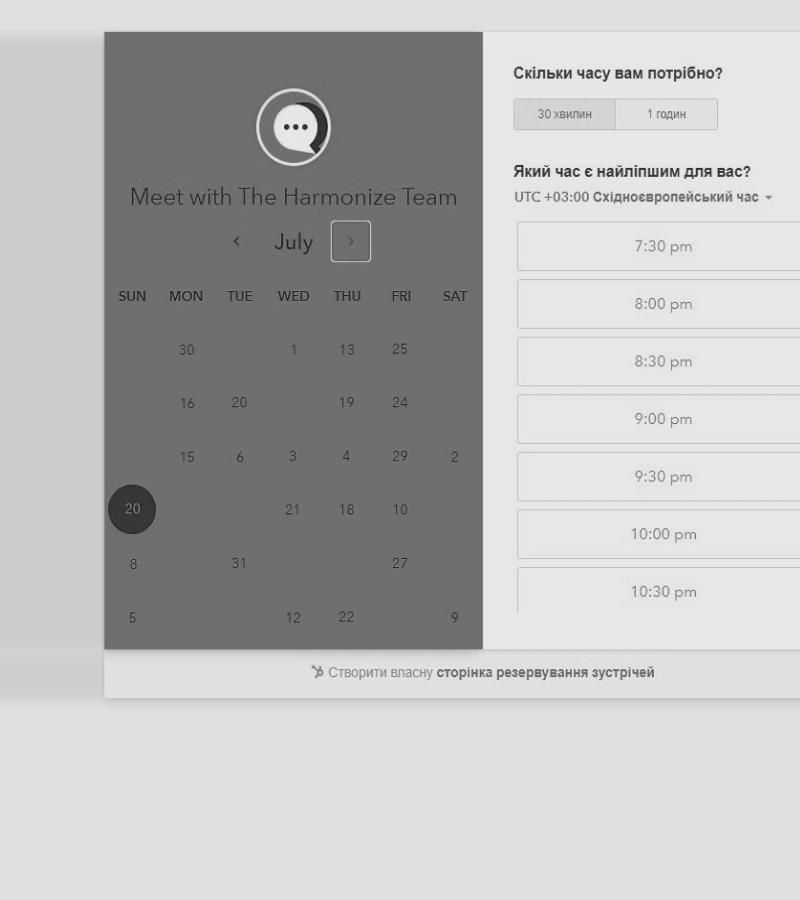 Meet with The Harmonize Team
July
SUN MON TUE WED THU FRI SAT
30 1 13 25
16 20 19 24
15 6 3 4 29 2
20 21 18 10
8 31 27
5 12 22 9
Скільки часу вам потрібно?
30 хвилин 1 годин
Який час є найліпшим для вас?
UTC +03:00 Східноєвропейський час
7:30 pm
8:00 pm
8:30 pm
9:00 pm
9:30 pm
10:00 pm
10:30 pm
Створити власну сторінка резервування зустрічей